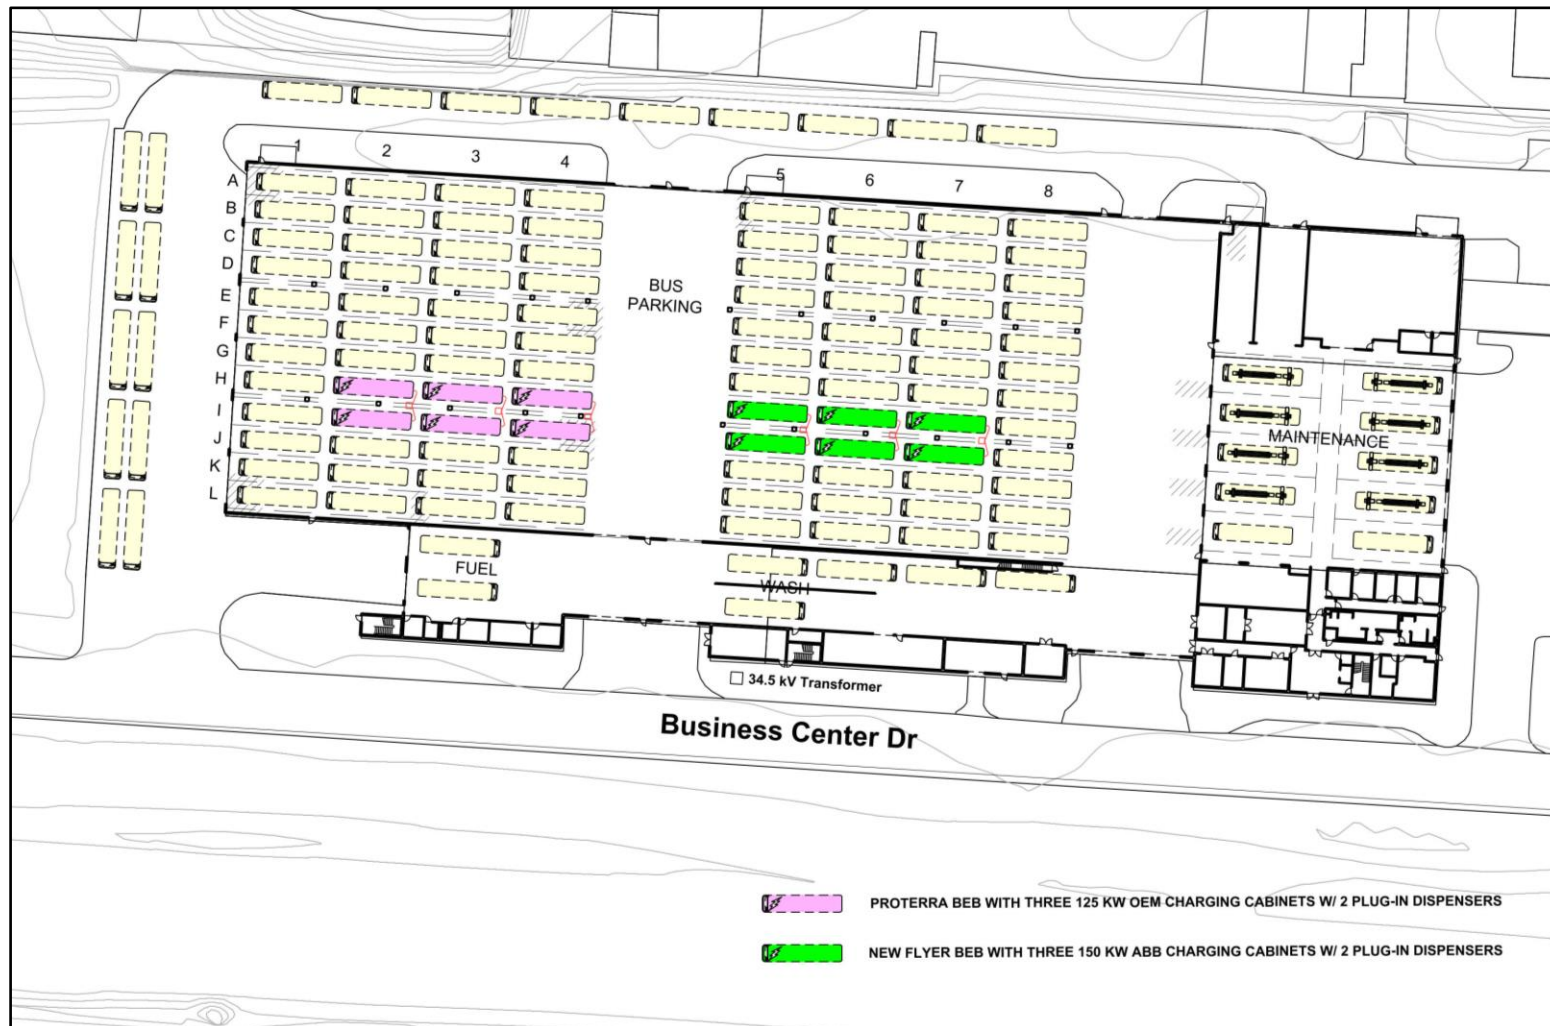 1
2
3
4
5
6
7
8
A
B
C
D
E
F
G
H
I
J
K
L
BUS
PARKING
MAINTENANCE
FUEL
WASH
34.5 kV Transformer
Business Center Dr
PROTERRA BEB WITH THREE 125 KW OEM CHARGING CABINETS W/ 2 PLUG-IN DISPENSERS
NEW FLYER BEB WITH THREE 150 KW ABB CHARGING CABINETS W/ 2 PLUG-IN DISPENSERS